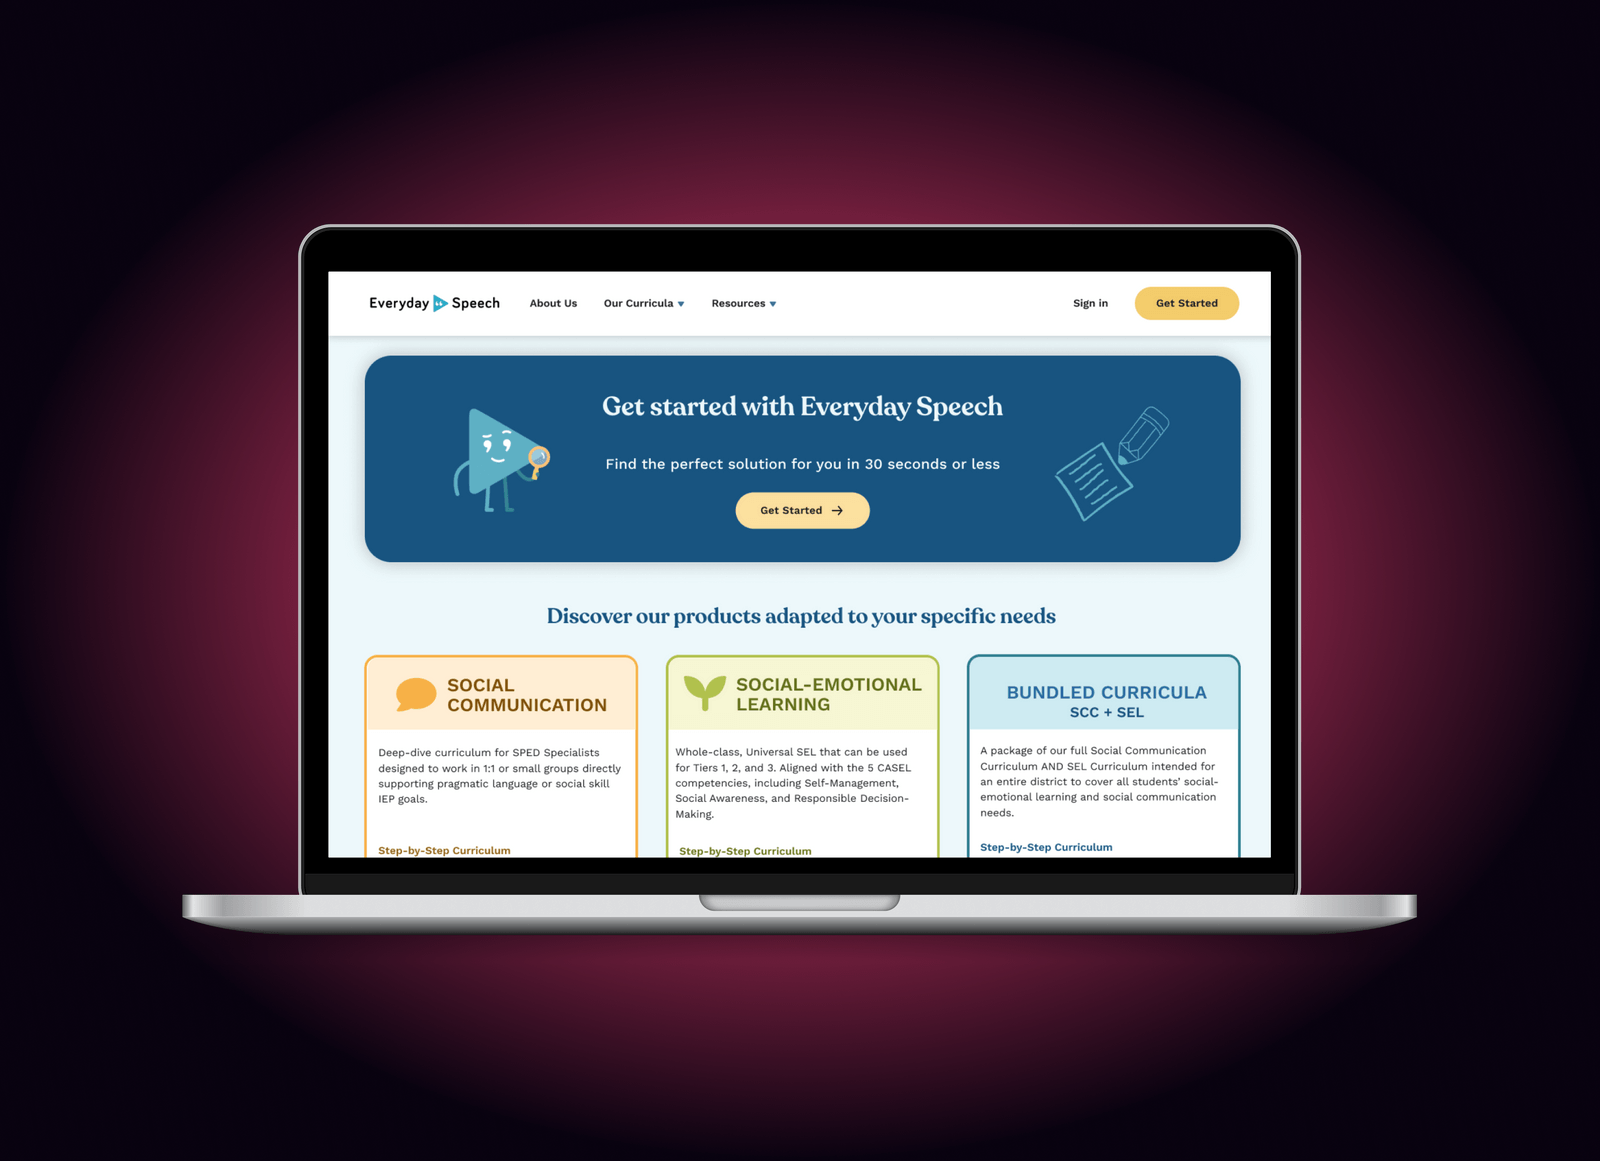 Everyday Speech
About Us
Our Curricula
Resources
Sign in
Get Started
Get started with Everyday Speech
Find the perfect solution for you in 30 seconds or less
Get Started
Discover our products adapted to your specific needs
SOCIAL
COMMUNICATION
Deep-dive curriculum for SPED Specialists
designed to work in 1:1 or small groups directly
supporting pragmatic language or social skill
IEP goals.
Step-by-Step Curriculum
SOCIAL-EMOTIONAL
LEARNING
Whole-class, Universal SEL that can be used
for Tiers 1, 2, and 3. Aligned with the 5 CASEL
competencies, including Self-Management,
Social Awareness, and Responsible Decision-
Making.
Step-by-Step Curriculum
BUNDLED CURRICULA
SCC + SEL
A package of our full Social Communication
Curriculum AND SEL Curriculum intended for
an entire district to cover all students’ social-
emotional learning and social communication
needs.
Step-by-Step Curriculum